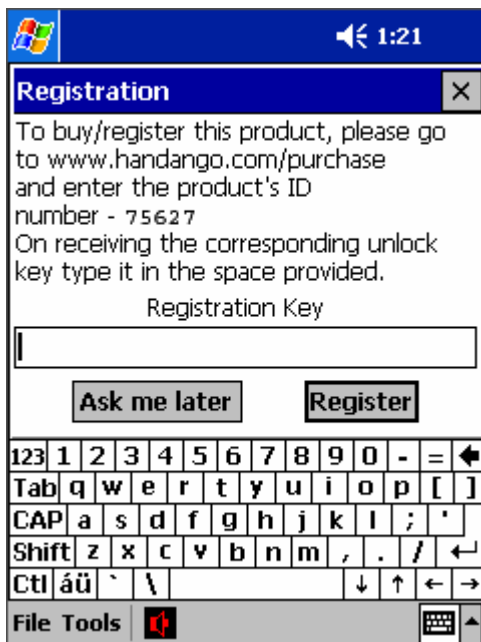 1:21
Registration
To buy/register this product, please go
to www.handango.com/purchase
and enter the product's ID
number - 75627
On receiving the corresponding unlock
key type it in the space provided.
Registration Key
Ask me later Register
123 1 2 3 4 5 6 7 8 9 0 - =
Tab q w e r t y u i o p [ ]
CAP a s d f g h j k l ; '
Shift z x c v b n m , . /
Ctl áü ` \ ↓ ↑ ← →
File Tools